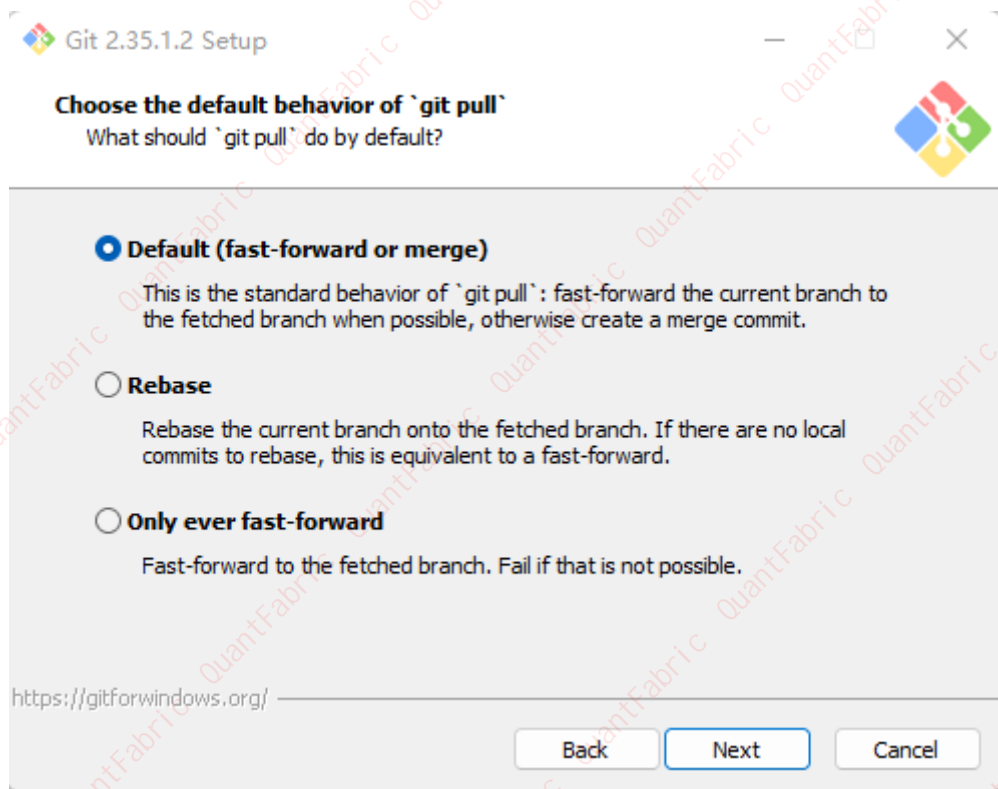 Git 2.35.1.2 Setup
Choose the default behavior of `git pull`
What should `git pull` do by default?
Default (fast-forward or merge)
This is the standard behavior of `git pull`: fast-forward the current branch to
the fetched branch when possible, otherwise create a merge commit.
Rebase
Rebase the current branch onto the fetched branch. If there are no local
commits to rebase, this is equivalent to a fast-forward.
Only ever fast-forward
Fast-forward to the fetched branch. Fail if that is not possible.
https://gitforwindows.org/
Back Next Cancel
QuantFabric QuantFabric QuantFabric QuantFabric